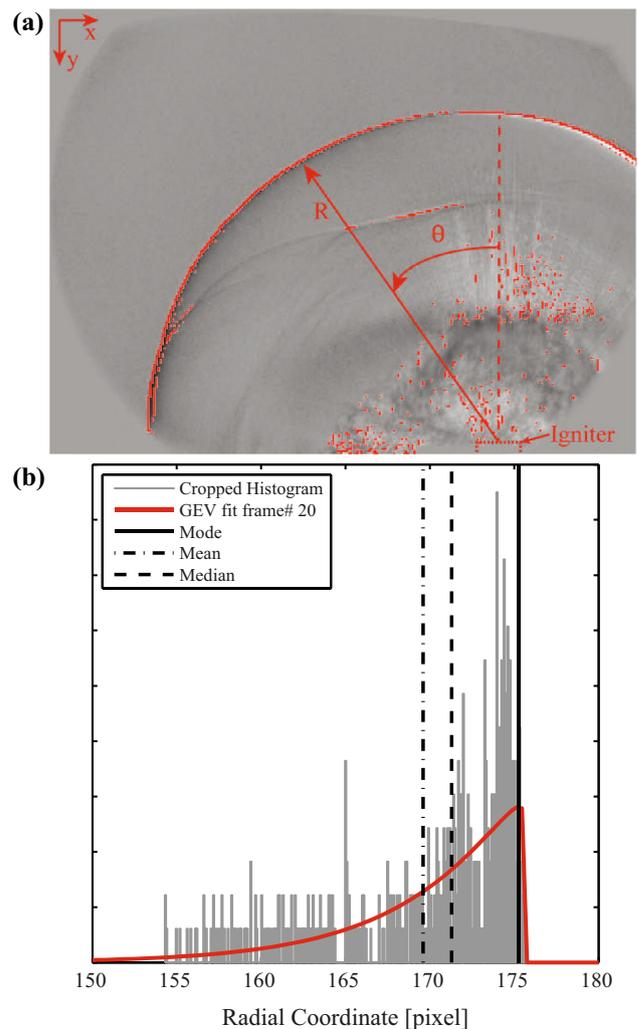 (a)
x
y
R
θ
Igniter
(b)
Cropped Histogram
GEV fit frame# 20
Mode
Mean
Median
150 155 160 165 170 175 180
Radial Coordinate [pixel]